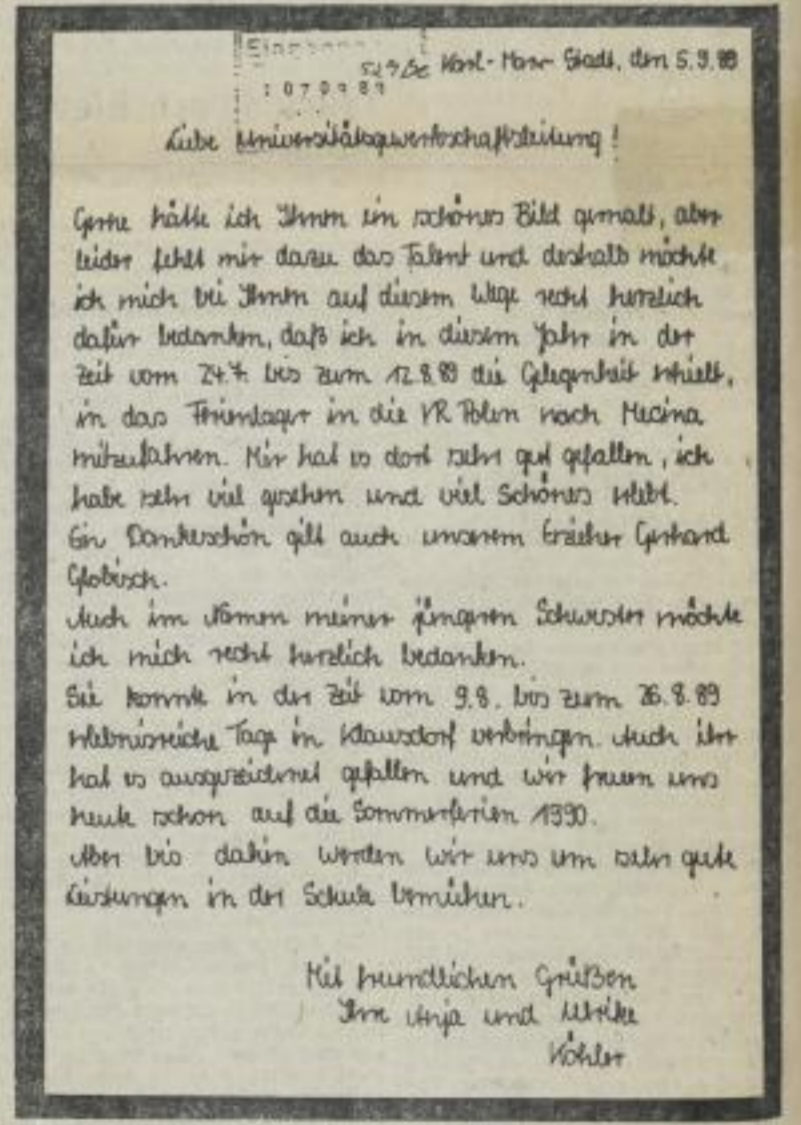 Eingang
Karl-Marx-Stadt, den 5.9.89
070989
Liebe Universitätsgewerkschaftsleitung!
Gerne hätte ich Ihnen ein schönes Bild gemalt, aber
leider fehlt mir dazu das Talent und deshalb möchte
ich mich bei Ihnen auf diesem Wege recht herzlich
dafür bedanken, daß ich in diesem Jahr in der
Zeit vom 24.7. bis zum 12.8.89 die Gelegenheit erhielt,
in das Ferienlager in die VR Polen nach Mecina
mitzufahren. Mir hat es dort sehr gut gefallen, ich
habe sehr viel gesehen und viel Schönes erlebt.
Ein Dankeschön gilt auch unserem Erzieher Gerhard
Globisch.
Auch im Namen meiner jüngeren Schwester möchte
ich mich recht herzlich bedanken.
Sie konnte in der Zeit vom 9.8. bis zum 26.8.89
erlebnisreiche Tage in Klausdorf verbringen. Auch ihr
hat es ausgezeichnet gefallen und wir freuen uns
heute schon auf die Sommerferien 1990.
Aber bis dahin werden wir uns um sehr gute
Leistungen in der Schule bemühen.
Mit freundlichen Grüßen
Ihre Anja und Ulrike
Köhler